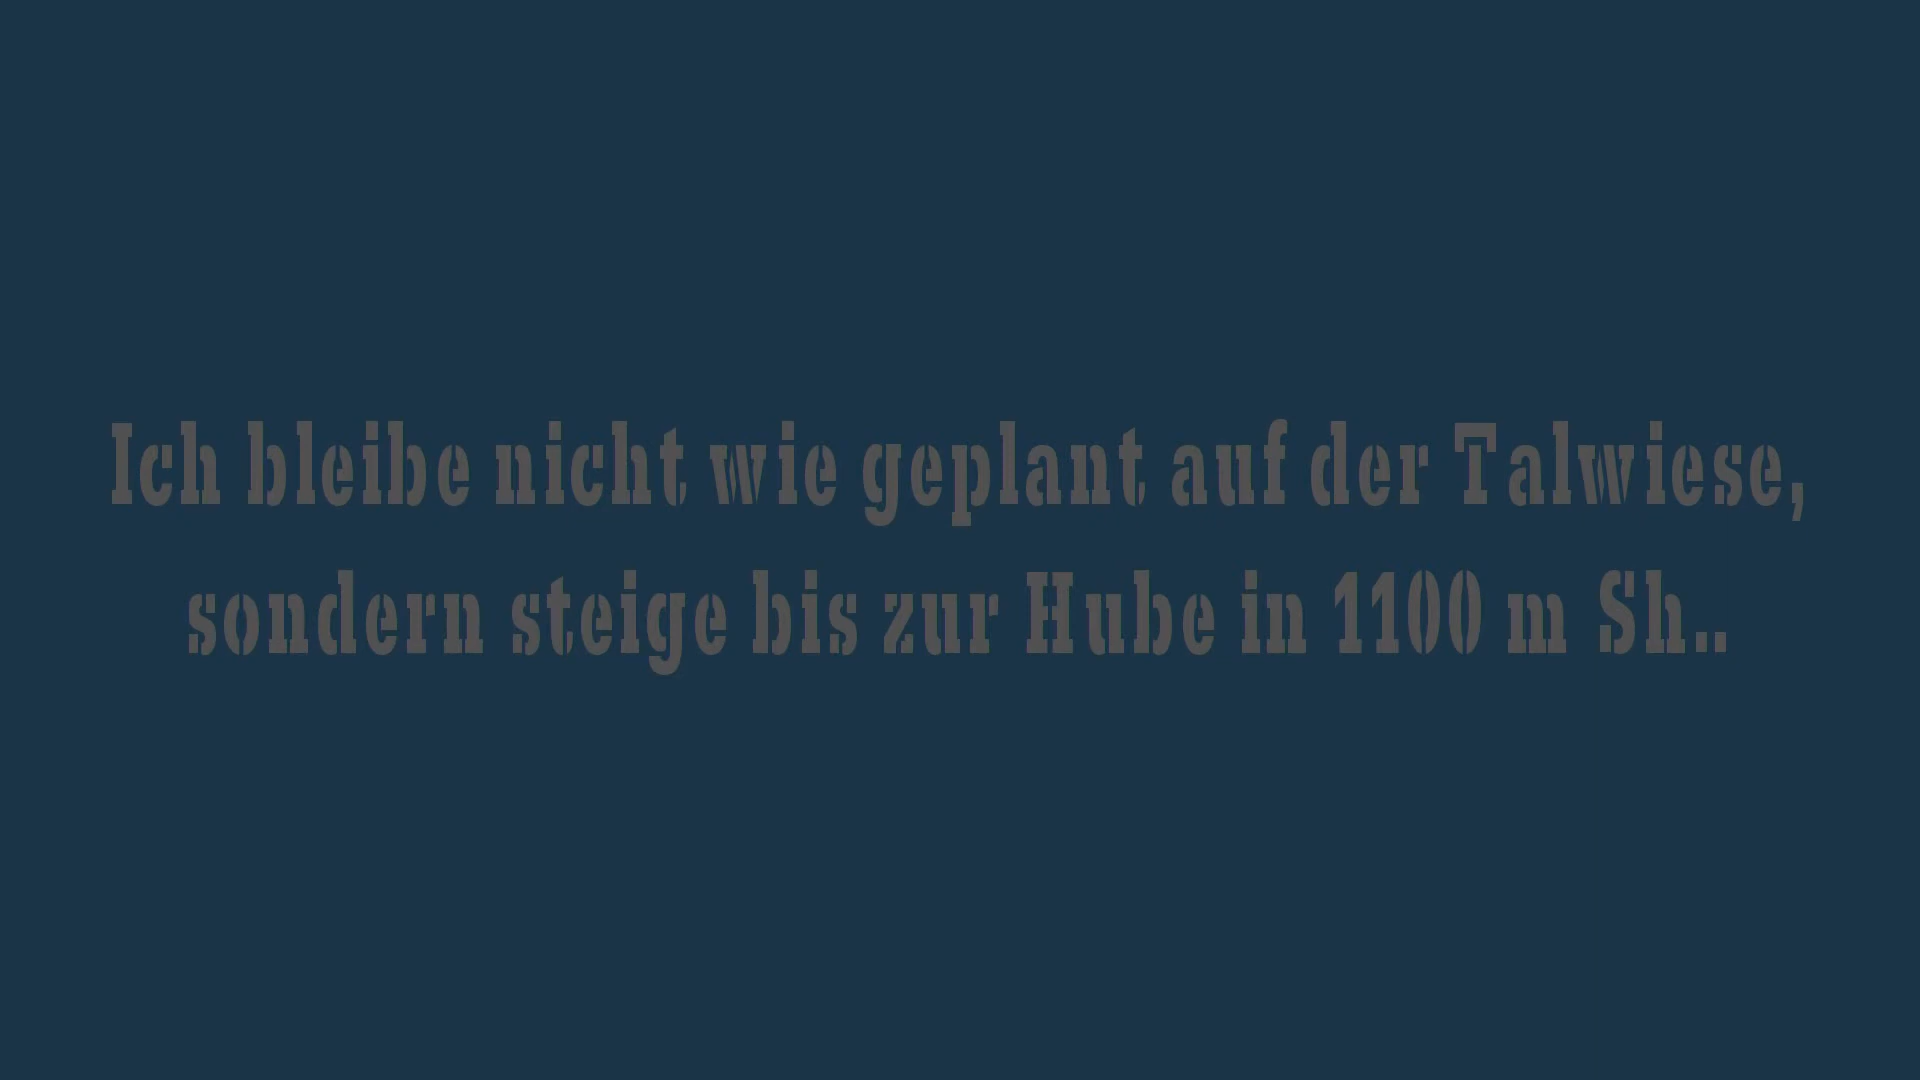 Ich bleibe nicht wie geplant auf der Talwiese,
sondern steige bis zur Hube in 1100 m Sh..